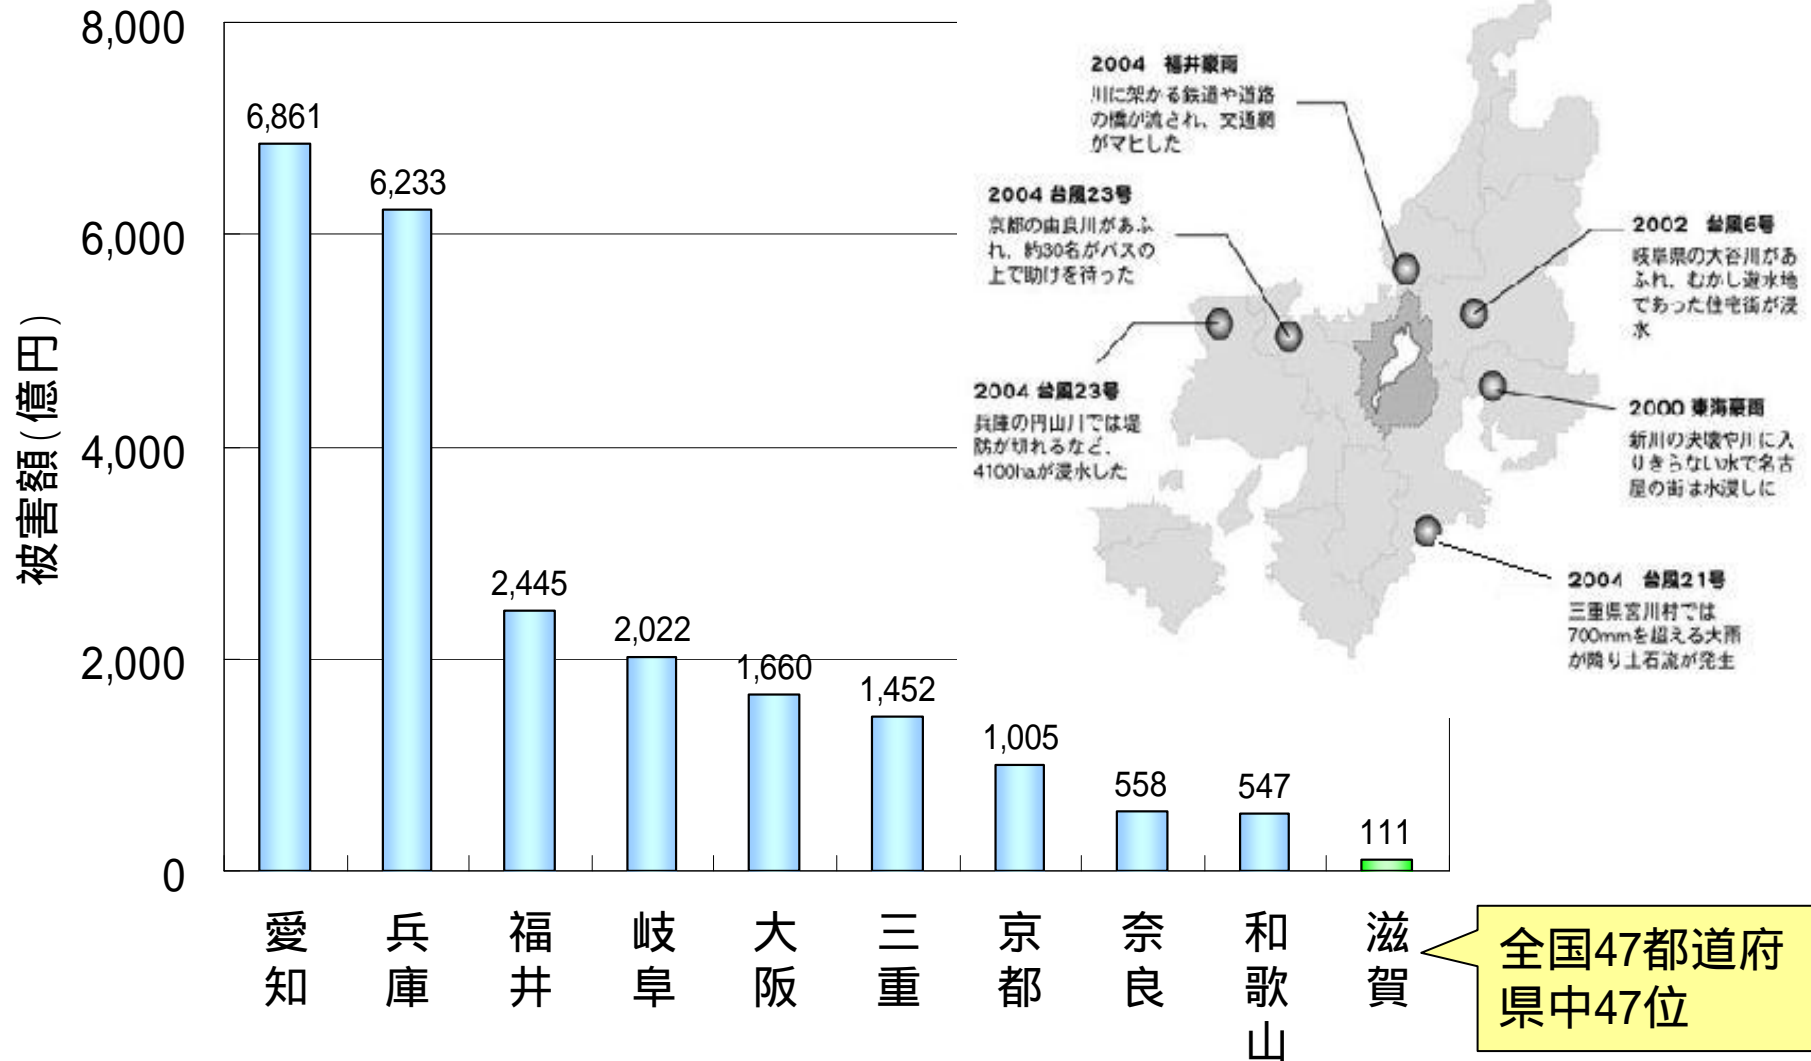 被害額(億円)
8,000
6,000
4,000
2,000
0
6,861
6,233
2,445
2,022
1,660
1,452
1,005
558
547
111
愛知
兵庫
福井
岐阜
大阪
三重
京都
奈良
和歌山
滋賀
全国47都道府
県中47位
2004 福井豪雨
川に架かる鉄道や道路
の橋が流され、交通網
がマヒした
2004 台風23号
京都の由良川があふ
れ、約30名がバスの
上で助けを待った
2004 台風23号
兵庫の円山川では堤
防が切れるなど、
4100haが浸水した
2002 台風6号
岐阜県の大谷川があ
ふれ、むかし遊水地
であった住宅街が浸
水
2000 東海豪雨
新川の決壊や川に入
りきらない水で名古
屋の街は水浸しに
2004 台風21号
三重県宮川村では
700mmを超える大雨
が降り土石流が発生